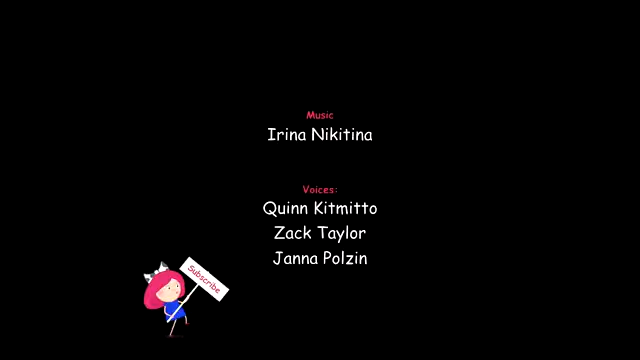 Music
Irina Nikitina
Voices:
Quinn Kitmitto
Zack Taylor
Janna Polzin
Subscribe